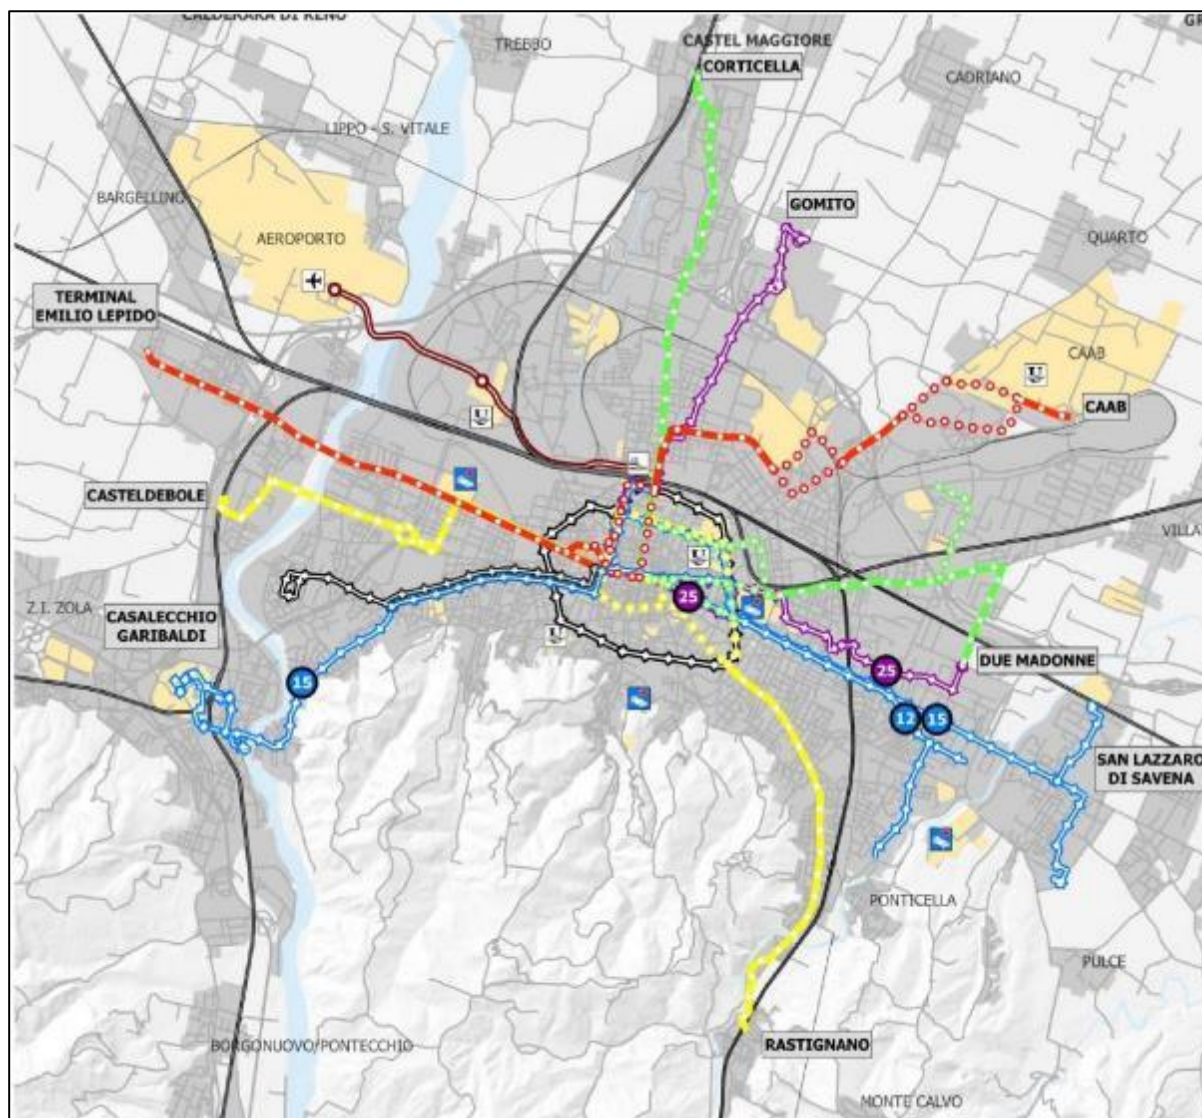 CALDERARA DI RENO
TREBBO
CASTEL MAGGIORE
CORTICELLA
CADRIANO
LIPPO - S. VITALE
BARGELLINO
GOMITO
AEROPORTO
QUARTO
TERMINAL
EMILIO LEPIDO
CAAB
U
CAAB
U
CASTELDEBOLE
VILLA
U
Z.I. ZOLA
25
CASALECCHIO
GARIBALDI
U
DUE MADONNE
25
15
12
15
SAN LAZZARO
DI SAVENA
PONTICELLA
PULCE
BORGONUOVO/PONTECCHIO
RASTIGNANO
MONTE CALVO